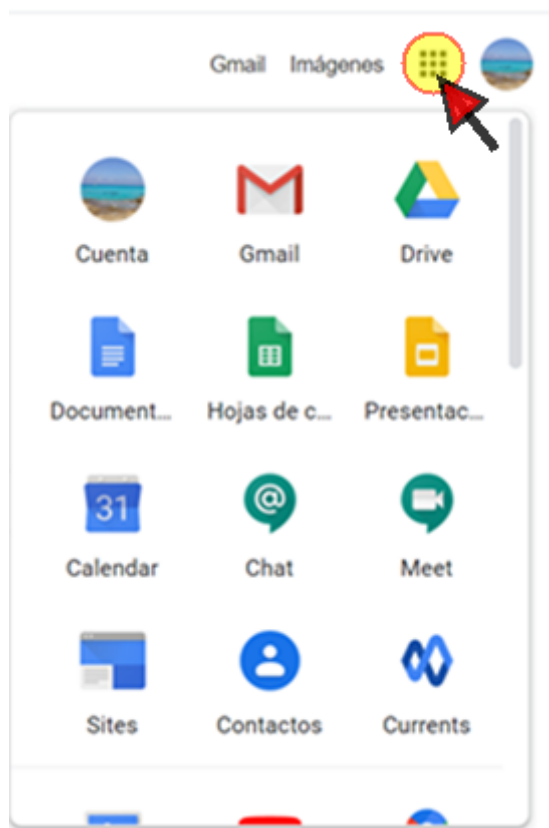 Gmail Imágenes
Cuenta Gmail Drive
Document... Hojas de c... Presentac...
31
@
Calendar Chat Meet
Sites Contactos Currents